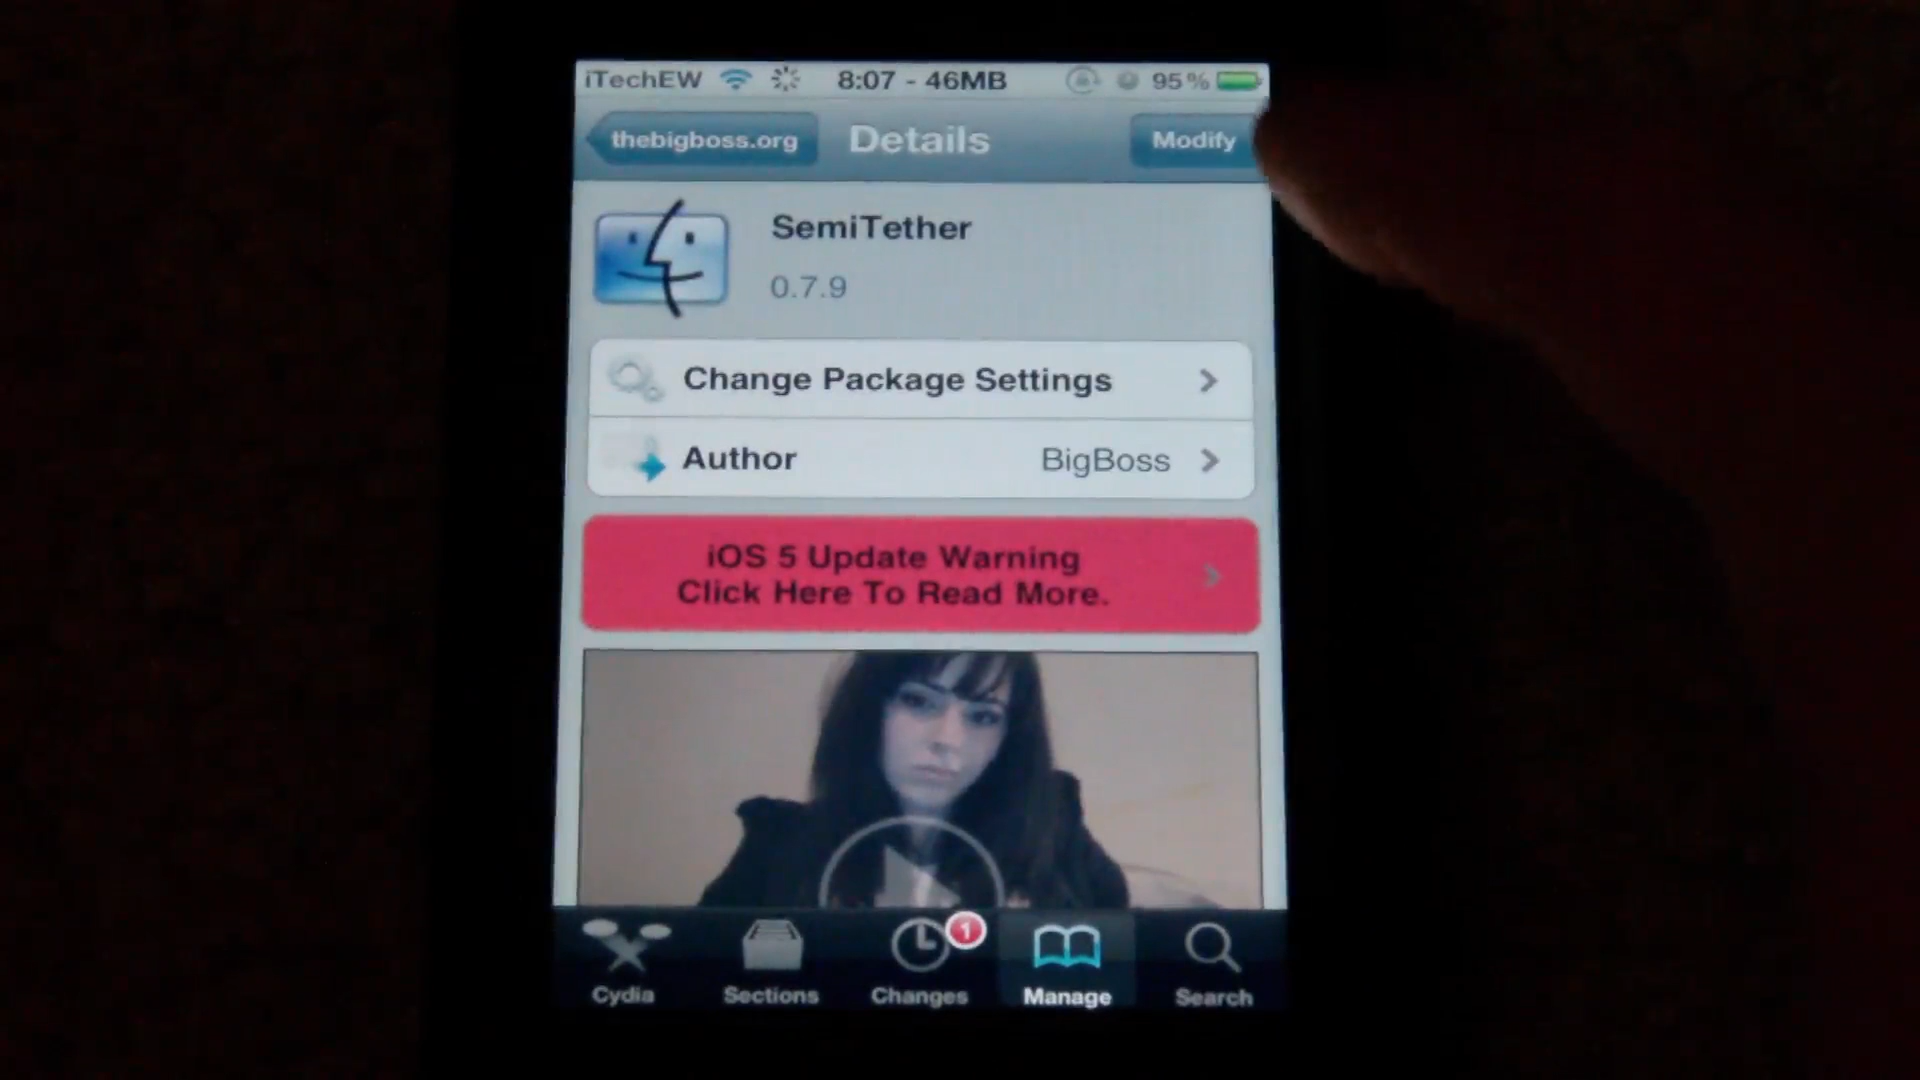 iTechEW 8:07 - 46MB 95%
thebigboss.org Details Modify
SemiTether
0.7.9
Change Package Settings
Author BigBoss
iOS 5 Update Warning
Click Here To Read More.
1
Cydia Sections Changes Manage Search